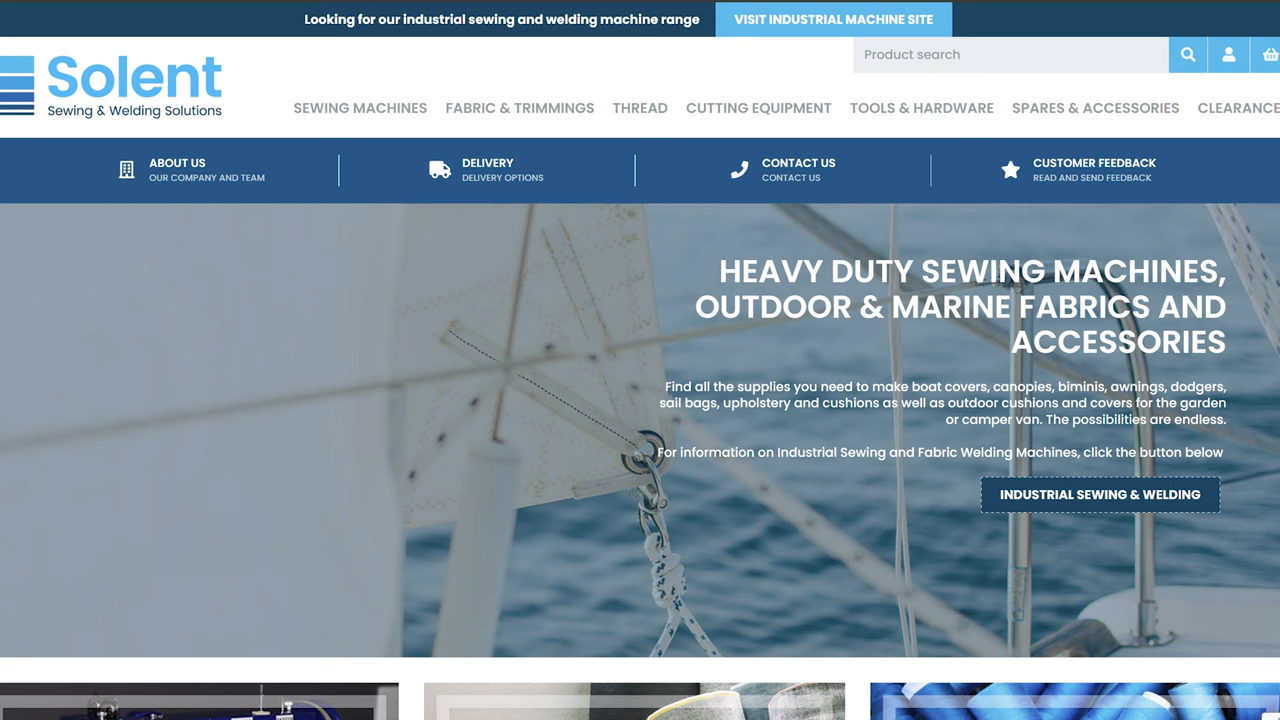 Looking for our industrial sewing and welding machine range
VISIT INDUSTRIAL MACHINE SITE
Solent
Sewing & Welding Solutions
Product search
SEWING MACHINES FABRIC & TRIMMINGS THREAD CUTTING EQUIPMENT TOOLS & HARDWARE SPARES & ACCESSORIES CLEARANCE
ABOUT US
OUR COMPANY AND TEAM
DELIVERY
DELIVERY OPTIONS
CONTACT US
CONTACT US
CUSTOMER FEEDBACK
READ AND SEND FEEDBACK
HEAVY DUTY SEWING MACHINES,
OUTDOOR & MARINE FABRICS AND
ACCESSORIES
Find all the supplies you need to make boat covers, canopies, biminis, awnings, dodgers,
sail bags, upholstery and cushions as well as outdoor cushions and covers for the garden
or camper van. The possibilities are endless.
For information on Industrial Sewing and Fabric Welding Machines, click the button below
INDUSTRIAL SEWING & WELDING